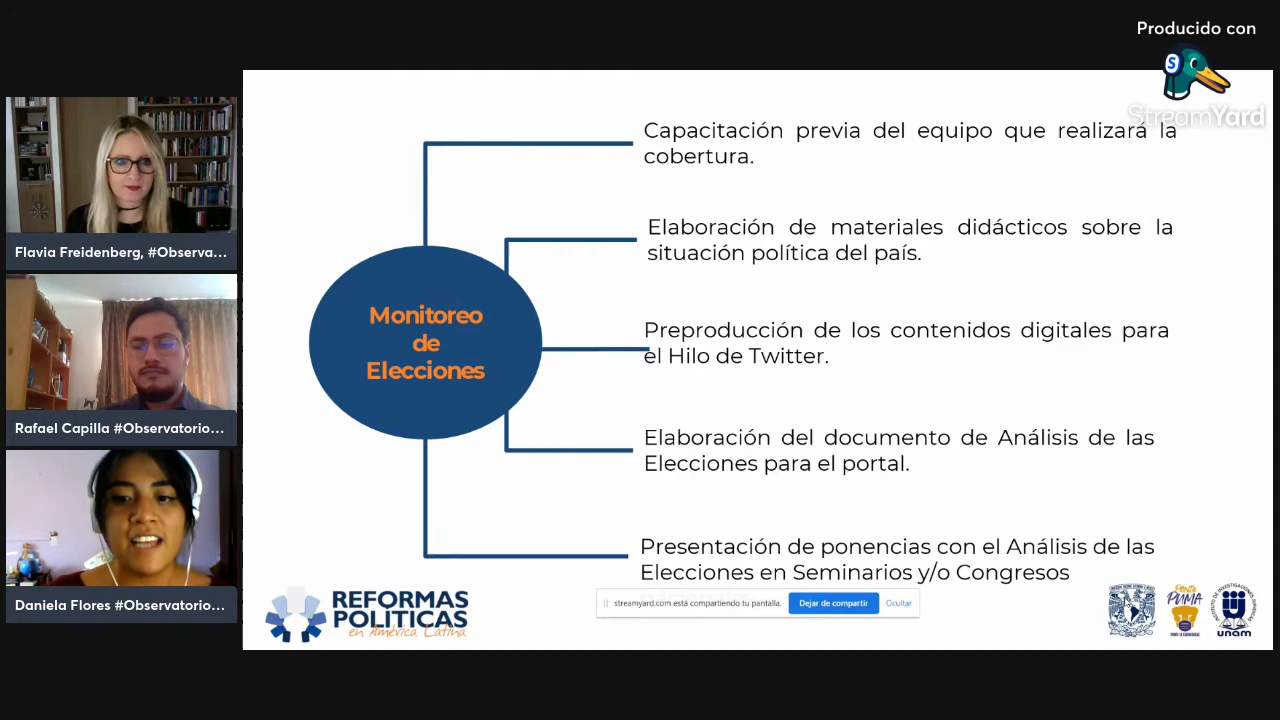 Producido con
StreamYard
Capacitación previa del equipo que realizará la
cobertura.
Elaboración de materiales didácticos sobre la
situación política del país.
Monitoreo
de
Elecciones
Preproducción de los contenidos digitales para
el Hilo de Twitter.
Elaboración del documento de Análisis de las
Elecciones para el portal.
Presentación de ponencias con el Análisis de las
Elecciones en Seminarios y/o Congresos
Flavia Freidenberg, #Observa...
Rafael Capilla #Observatorio...
Daniela Flores #Observatorio...
REFORMAS
POLÍTICAS
en América Latina
streamyard.com está compartiendo tu pantalla.
Dejar de compartir
Ocultar
Ponte
PUMA
unam